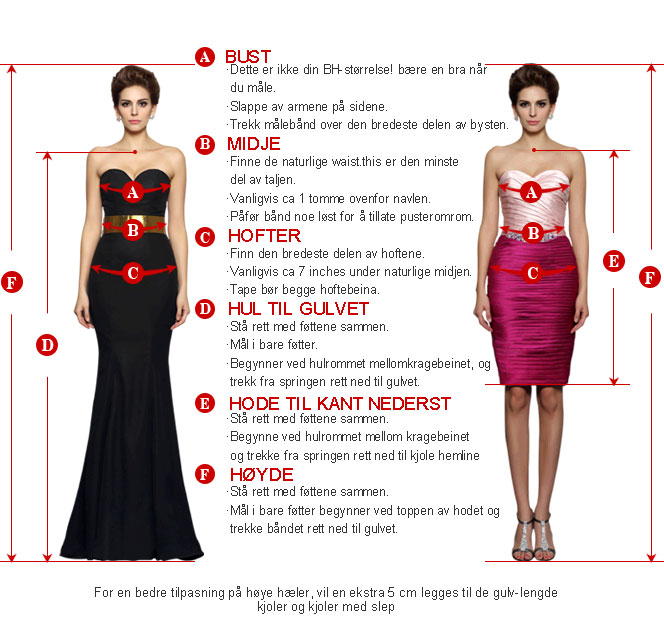 A BUST
·Dette er ikke din BH-størrelse! bære en bra når
du måle.
·Slappe av armene på sidene.
·Trekk målebånd over den bredeste delen av bysten.
B MIDJE
·Finne de naturlige waist.this er den minste
del av taljen.
·Vanligvis ca 1 tomme ovenfor navlen.
·Påfør bånd noe løst for å tillate pusterromrom.
C HOFTER
·Finn den bredeste delen av hoftene.
·Vanligvis ca 7 inches under naturlige midjen.
·Tape bør begge hoftebeina.
D HUL TIL GULVET
·Stå rett med føttene sammen.
·Mål i bare føtter.
·Begynner ved hulrommet mellomkragebeinet, og
trekk fra springen rett ned til gulvet.
E HODE TIL KANT NEDERST
·Stå rett med føttene sammen.
·Begynne ved hulrommet mellom kragebeinet
og trekke fra springen rett ned til kjole hemline
F HØYDE
·Stå rett med føttene sammen.
·Mål i bare føtter begynner ved toppen av hodet og
trekke båndet rett ned til gulvet.
A
B
C
D
F
A
B
C
E
F
For en bedre tilpasning på høye hæler, vil en ekstra 5 cm legges til de gulv-lengde
kjoler og kjoler med slep